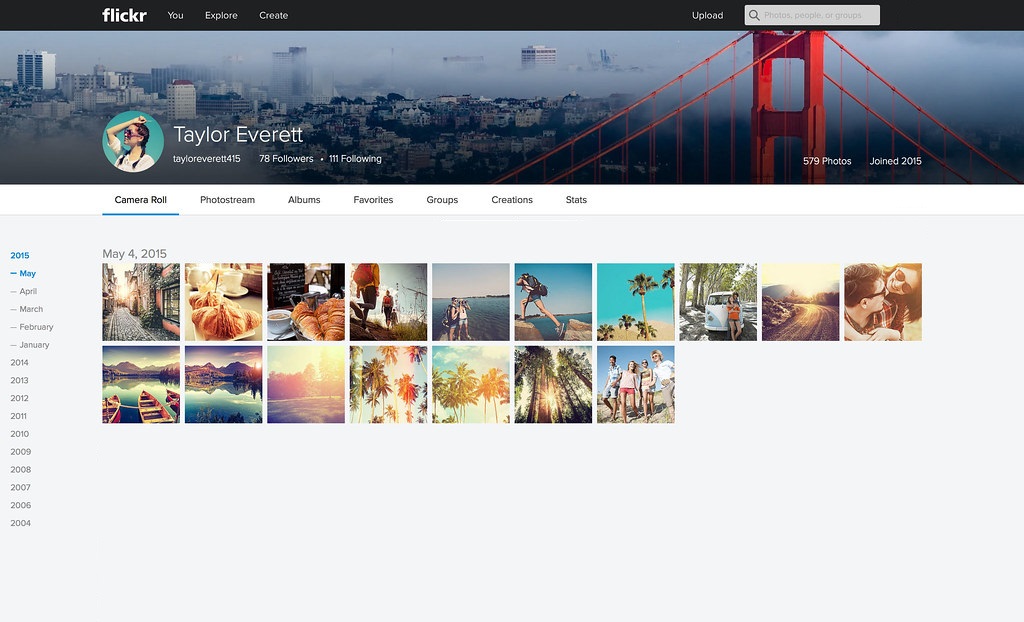 flickr You Explore Create Upload Photos, people, or groups
Taylor Everett
tayloreverett415 78 Followers • 111 Following 579 Photos Joined 2015
Camera Roll Photostream Albums Favorites Groups Creations Stats
2015
May
April
March
February
January
2014
2013
2012
2011
2010
2009
2008
2007
2006
2004
May 4, 2015